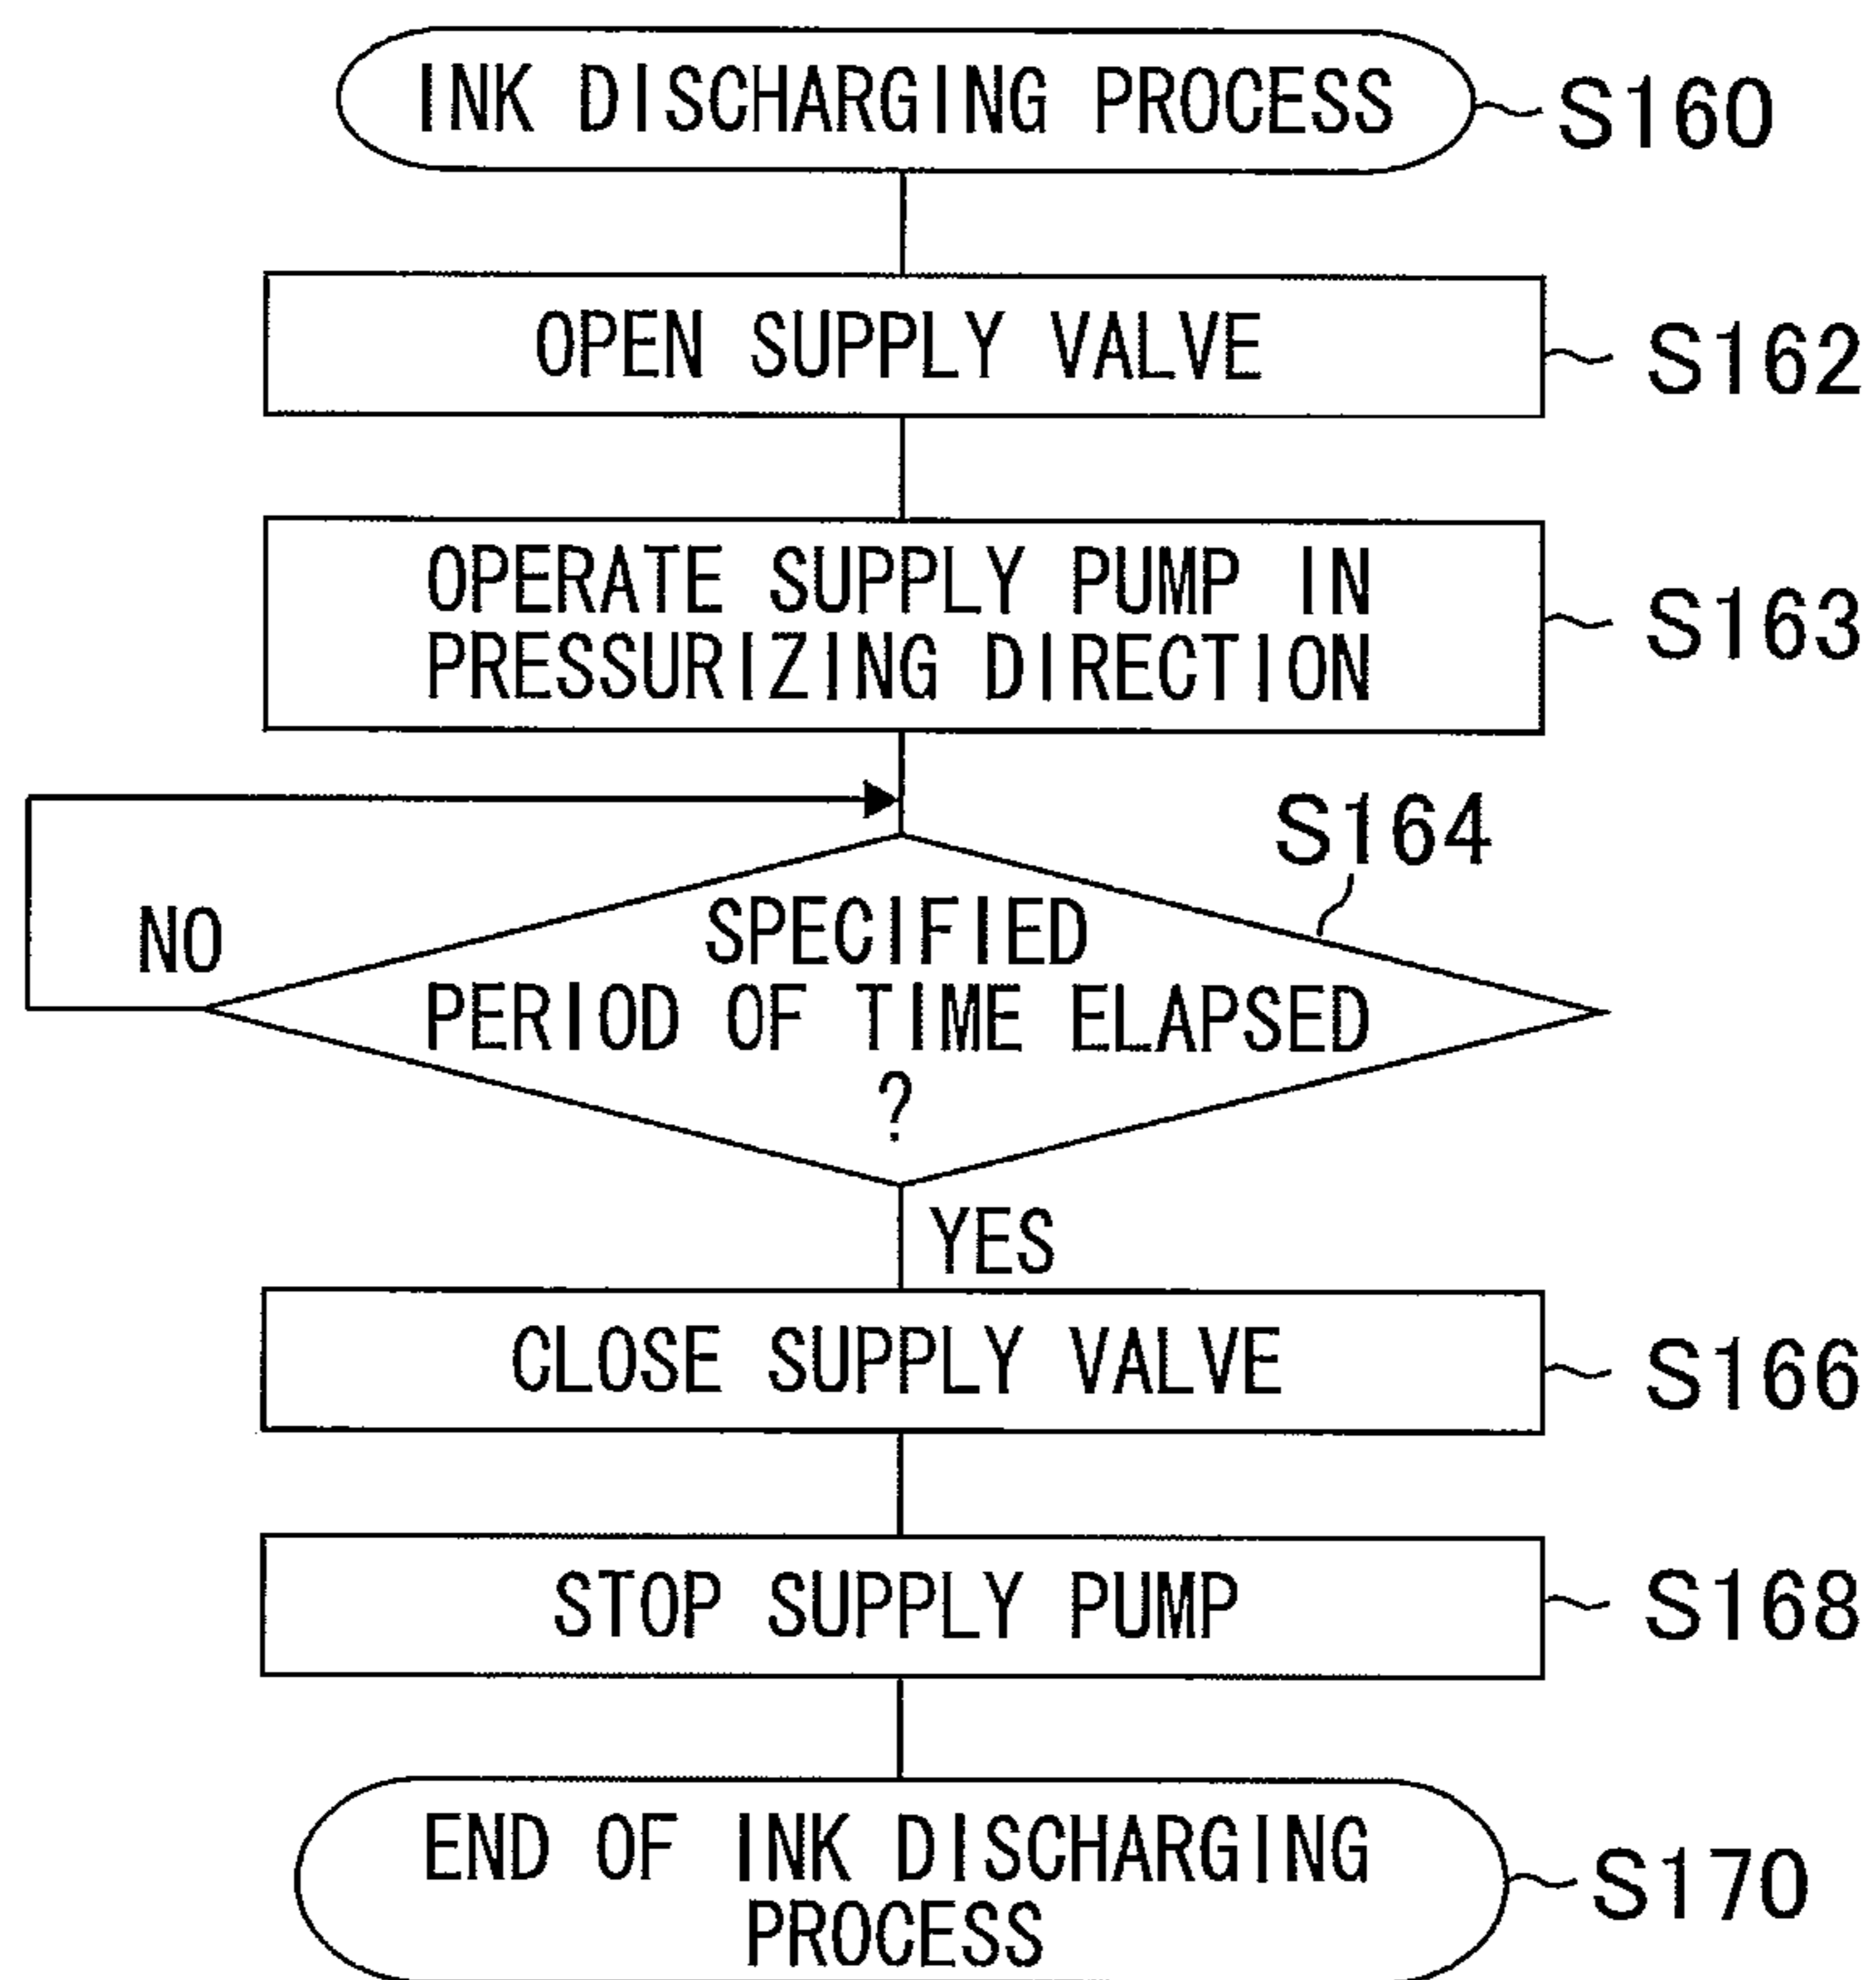 INK DISCHARGING PROCESS
S160
OPEN SUPPLY VALVE
S162
OPERATE SUPPLY PUMP IN
PRESSURIZING DIRECTION
S163
S164
NO
SPECIFIED
PERIOD OF TIME ELAPSED
?
YES
CLOSE SUPPLY VALVE
S166
STOP SUPPLY PUMP
S168
END OF INK DISCHARGING
PROCESS
S170